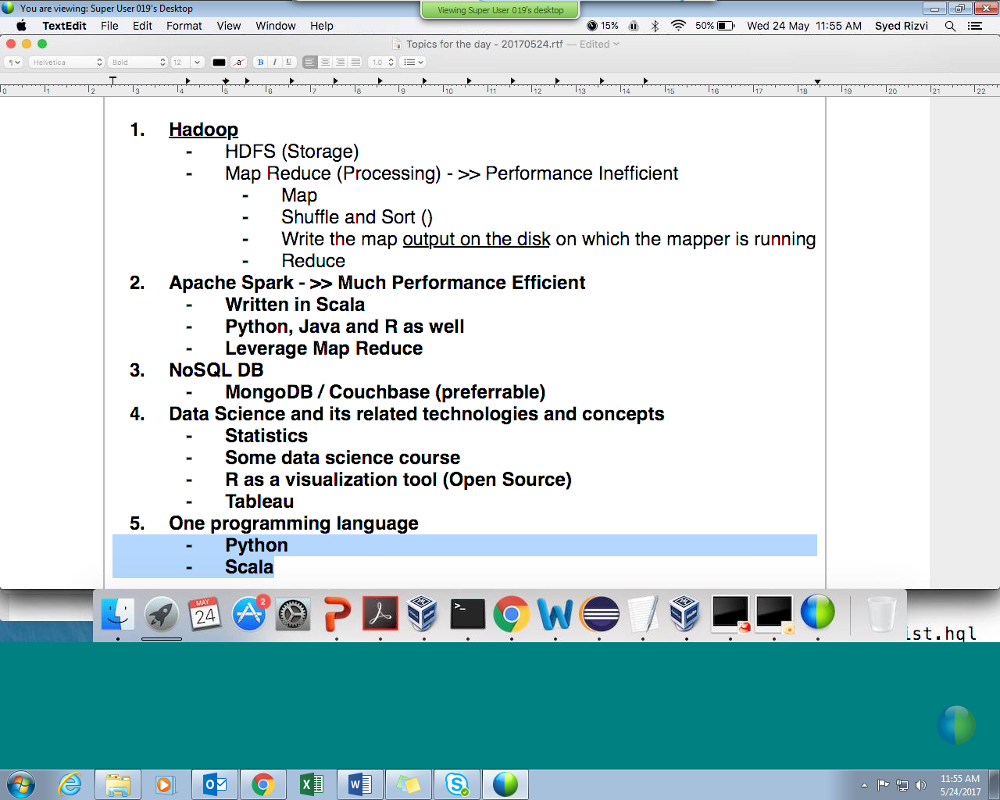 You are viewing: Super User 019's Desktop
Viewing Super User 019's desktop
TextEdit File Edit Format View Window Help 15% 50% Wed 24 May 11:55 AM Syed Rizvi
Topics for the day - 20170524.rtf — Edited
¶ Helvetica Bold 12 a B I U 1.0
0 1 2 3 4 5 6 7 8 9 10 11 12 13 14 15 16 17 18 19 20 21 22
1. Hadoop
- HDFS (Storage)
- Map Reduce (Processing) - >> Performance Inefficient
- Map
- Shuffle and Sort ()
- Write the map output on the disk on which the mapper is running
- Reduce
2. Apache Spark - >> Much Performance Efficient
- Written in Scala
- Python, Java and R as well
- Leverage Map Reduce
3. NoSQL DB
- MongoDB / Couchbase (preferrable)
4. Data Science and its related technologies and concepts
- Statistics
- Some data science course
- R as a visualization tool (Open Source)
- Tableau
5. One programming language
- Python
- Scala
MAY
24
2
>_
ist.hql
11:55 AM
5/24/2017